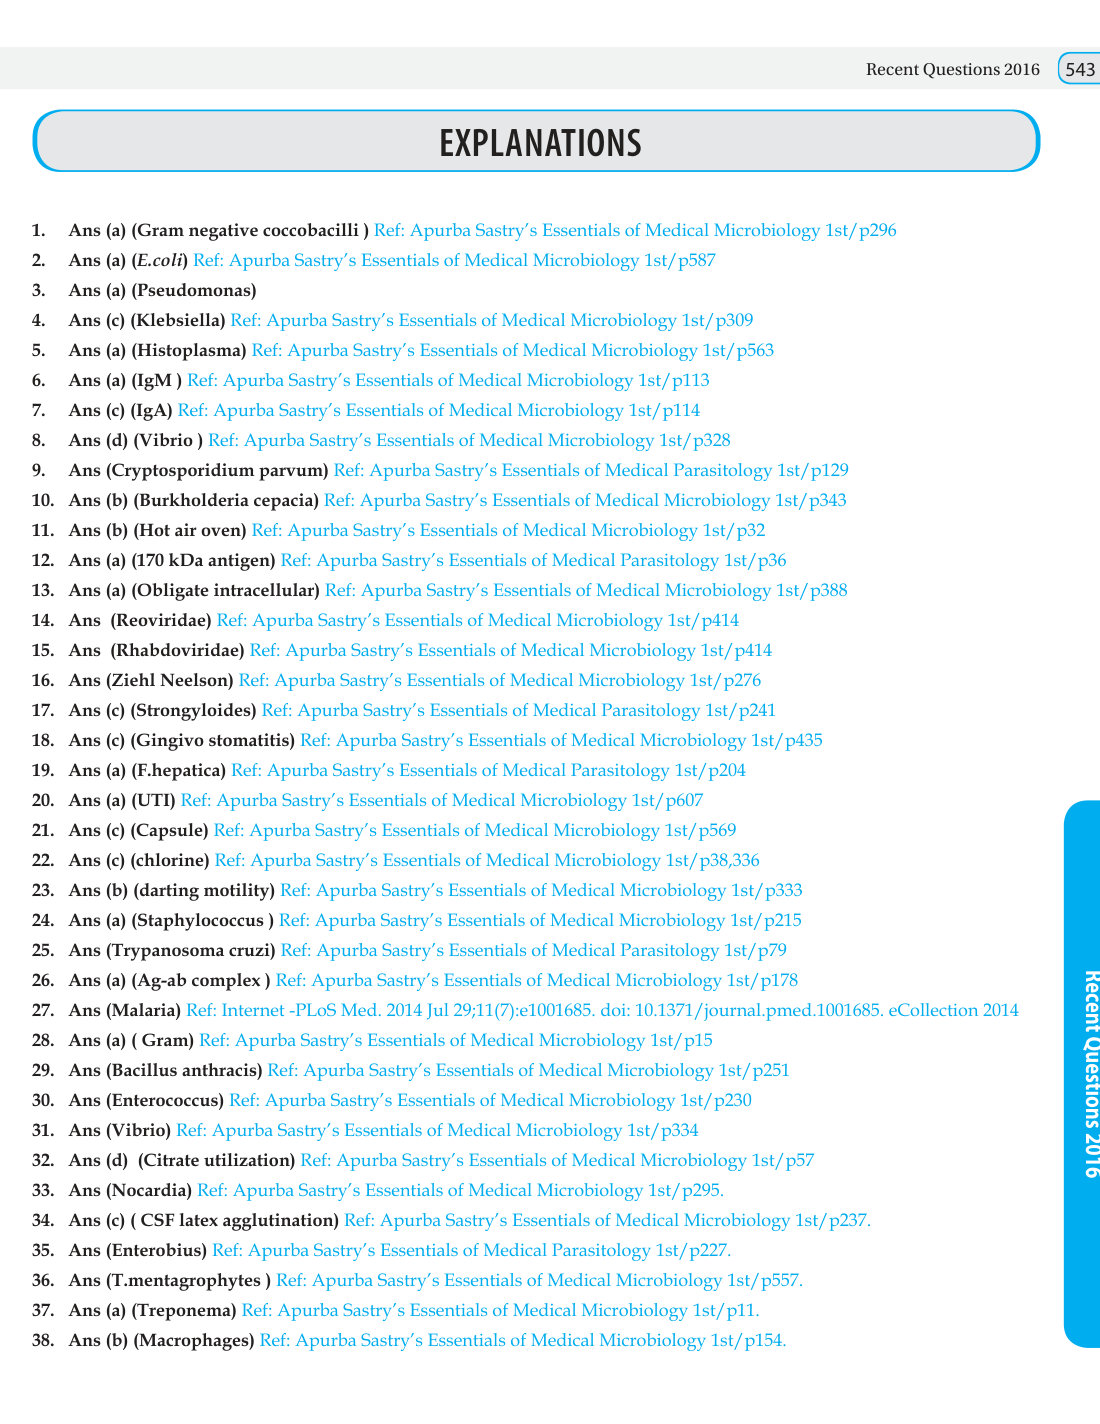 Recent Questions 2016 543
EXPLANATIONS
1. Ans (a) (Gram negative coccobacilli ) Ref: Apurba Sastry's Essentials of Medical Microbiology 1st/p296
2. Ans (a) (E.coli) Ref: Apurba Sastry's Essentials of Medical Microbiology 1st/p587
3. Ans (a) (Pseudomonas)
4. Ans (c) (Klebsiella) Ref: Apurba Sastry's Essentials of Medical Microbiology 1st/p309
5. Ans (a) (Histoplasma) Ref: Apurba Sastry's Essentials of Medical Microbiology 1st/p563
6. Ans (a) (IgM ) Ref: Apurba Sastry's Essentials of Medical Microbiology 1st/p113
7. Ans (c) (IgA) Ref: Apurba Sastry's Essentials of Medical Microbiology 1st/p114
8. Ans (d) (Vibrio ) Ref: Apurba Sastry's Essentials of Medical Microbiology 1st/p328
9. Ans (Cryptosporidium parvum) Ref: Apurba Sastry's Essentials of Medical Parasitology 1st/p129
10. Ans (b) (Burkholderia cepacia) Ref: Apurba Sastry's Essentials of Medical Microbiology 1st/p343
11. Ans (b) (Hot air oven) Ref: Apurba Sastry's Essentials of Medical Microbiology 1st/p32
12. Ans (a) (170 kDa antigen) Ref: Apurba Sastry's Essentials of Medical Parasitology 1st/p36
13. Ans (a) (Obligate intracellular) Ref: Apurba Sastry's Essentials of Medical Microbiology 1st/p388
14. Ans (Reoviridae) Ref: Apurba Sastry's Essentials of Medical Microbiology 1st/p414
15. Ans (Rhabdoviridae) Ref: Apurba Sastry's Essentials of Medical Microbiology 1st/p414
16. Ans (Ziehl Neelson) Ref: Apurba Sastry's Essentials of Medical Microbiology 1st/p276
17. Ans (c) (Strongyloides) Ref: Apurba Sastry's Essentials of Medical Parasitology 1st/p241
18. Ans (c) (Gingivo stomatitis) Ref: Apurba Sastry's Essentials of Medical Microbiology 1st/p435
19. Ans (a) (F.hepatica) Ref: Apurba Sastry's Essentials of Medical Parasitology 1st/p204
20. Ans (a) (UTI) Ref: Apurba Sastry's Essentials of Medical Microbiology 1st/p607
21. Ans (c) (Capsule) Ref: Apurba Sastry's Essentials of Medical Microbiology 1st/p569
22. Ans (c) (chlorine) Ref: Apurba Sastry's Essentials of Medical Microbiology 1st/p38,336
23. Ans (b) (darting motility) Ref: Apurba Sastry's Essentials of Medical Microbiology 1st/p333
24. Ans (a) (Staphylococcus ) Ref: Apurba Sastry's Essentials of Medical Microbiology 1st/p215
25. Ans (Trypanosoma cruzi) Ref: Apurba Sastry's Essentials of Medical Parasitology 1st/p79
26. Ans (a) (Ag-ab complex ) Ref: Apurba Sastry's Essentials of Medical Microbiology 1st/p178
27. Ans (Malaria) Ref: Internet -PLoS Med. 2014 Jul 29;11(7):e1001685. doi: 10.1371/journal.pmed.1001685. eCollection 2014
28. Ans (a) ( Gram) Ref: Apurba Sastry's Essentials of Medical Microbiology 1st/p15
29. Ans (Bacillus anthracis) Ref: Apurba Sastry's Essentials of Medical Microbiology 1st/p251
30. Ans (Enterococcus) Ref: Apurba Sastry's Essentials of Medical Microbiology 1st/p230
31. Ans (Vibrio) Ref: Apurba Sastry's Essentials of Medical Microbiology 1st/p334
32. Ans (d) (Citrate utilization) Ref: Apurba Sastry's Essentials of Medical Microbiology 1st/p57
33. Ans (Nocardia) Ref: Apurba Sastry's Essentials of Medical Microbiology 1st/p295.
34. Ans (c) ( CSF latex agglutination) Ref: Apurba Sastry's Essentials of Medical Microbiology 1st/p237.
35. Ans (Enterobius) Ref: Apurba Sastry's Essentials of Medical Parasitology 1st/p227.
36. Ans (T.mentagrophytes ) Ref: Apurba Sastry's Essentials of Medical Microbiology 1st/p557.
37. Ans (a) (Treponema) Ref: Apurba Sastry's Essentials of Medical Microbiology 1st/p11.
38. Ans (b) (Macrophages) Ref: Apurba Sastry's Essentials of Medical Microbiology 1st/p154.
Recent Questions 2016